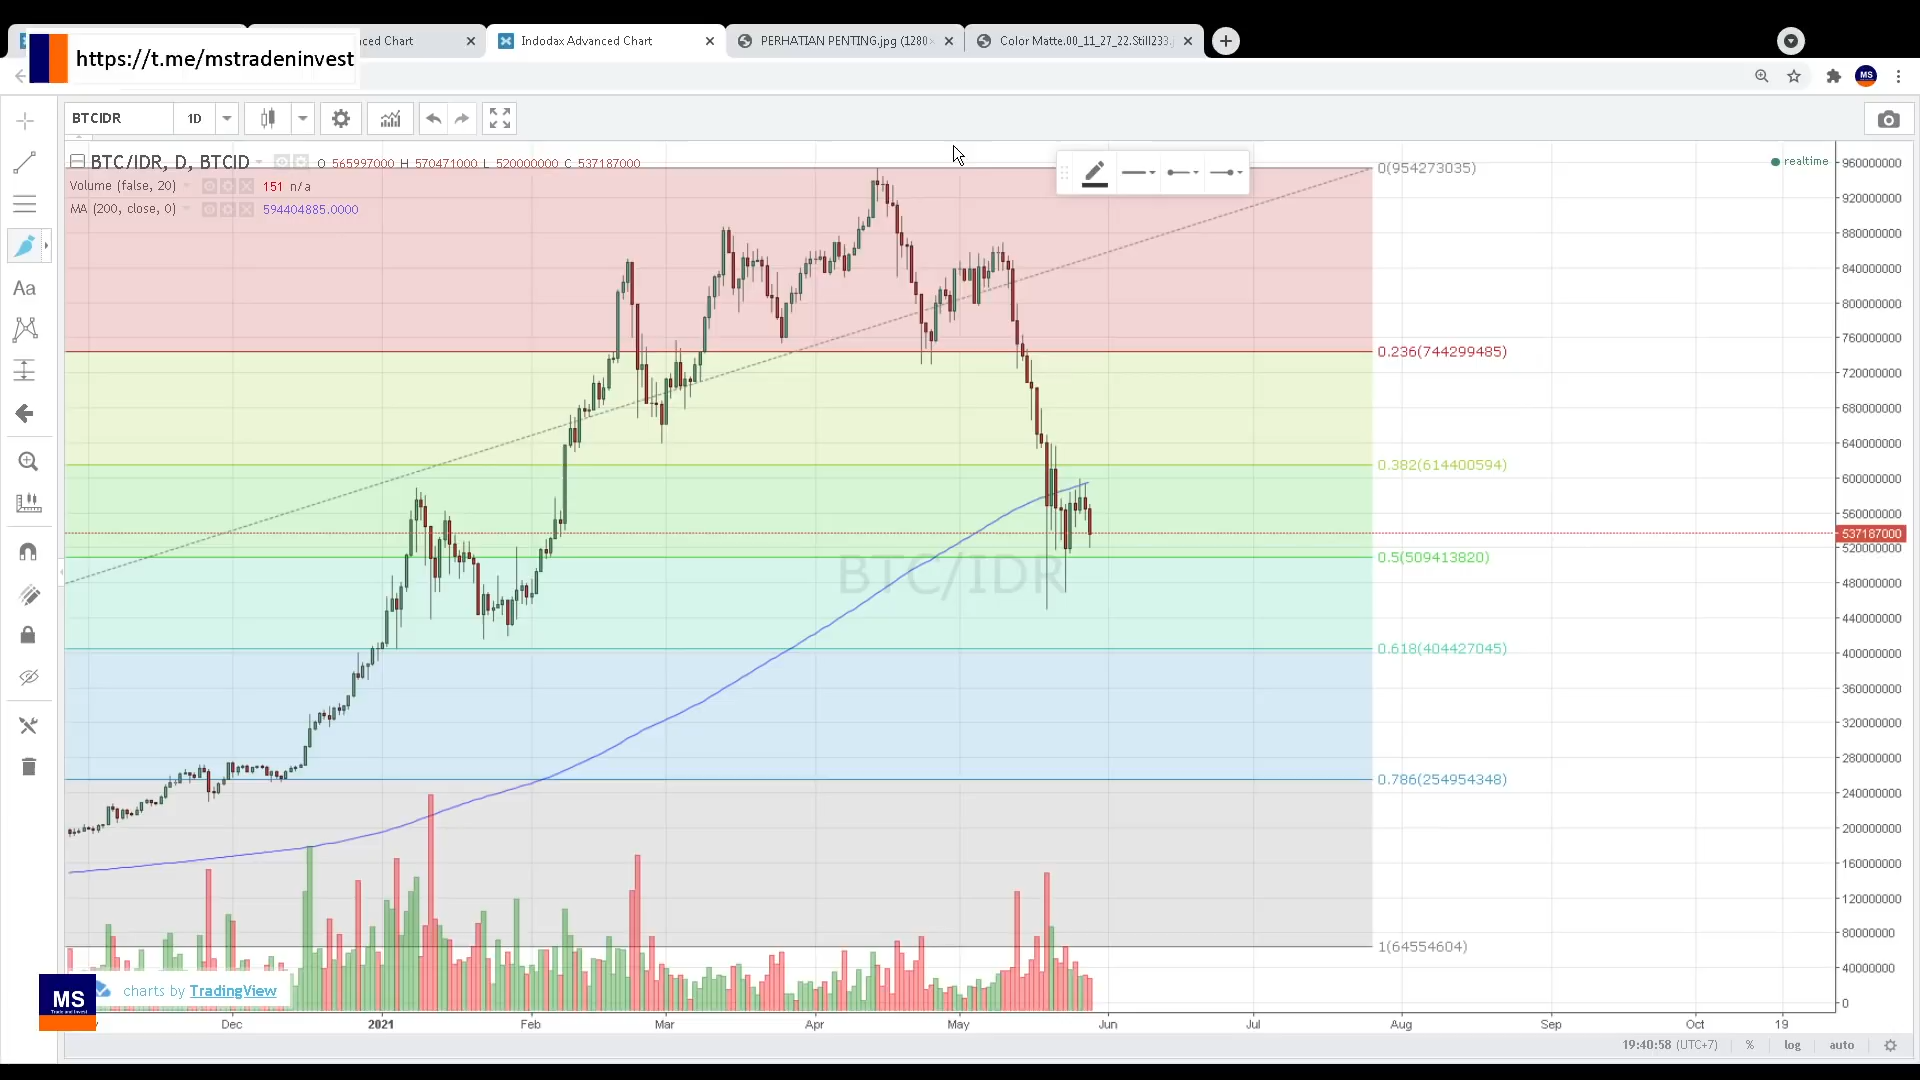 ced Chart
Indodax Advanced Chart
PERHATIAN PENTING.jpg (1280
Color Matte.00_11_27_22.Still233.
https://t.me/mstradeninvest
MS
BTCIDR
1D
BTC/IDR, D, BTCID
O 565997000 H 570471000 L 520000000 C 537187000
Volume (false, 20)
151 n/a
MA (200, close, 0)
594404885.0000
realtime
Aa
BTC/IDR
0(954273035)
0.236(744299485)
0.382(614400594)
0.5(509413820)
0.618(404427045)
0.786(254954348)
1(64554604)
960000000
920000000
880000000
840000000
800000000
760000000
720000000
680000000
640000000
600000000
560000000
537187000
520000000
480000000
440000000
400000000
360000000
320000000
280000000
240000000
200000000
160000000
120000000
80000000
40000000
0
MS
Trade and Invest
charts by TradingView
Dec 2021 Feb Mar Apr May Jun Jul Aug Sep Oct 19
19:40:58 (UTC+7) % log auto